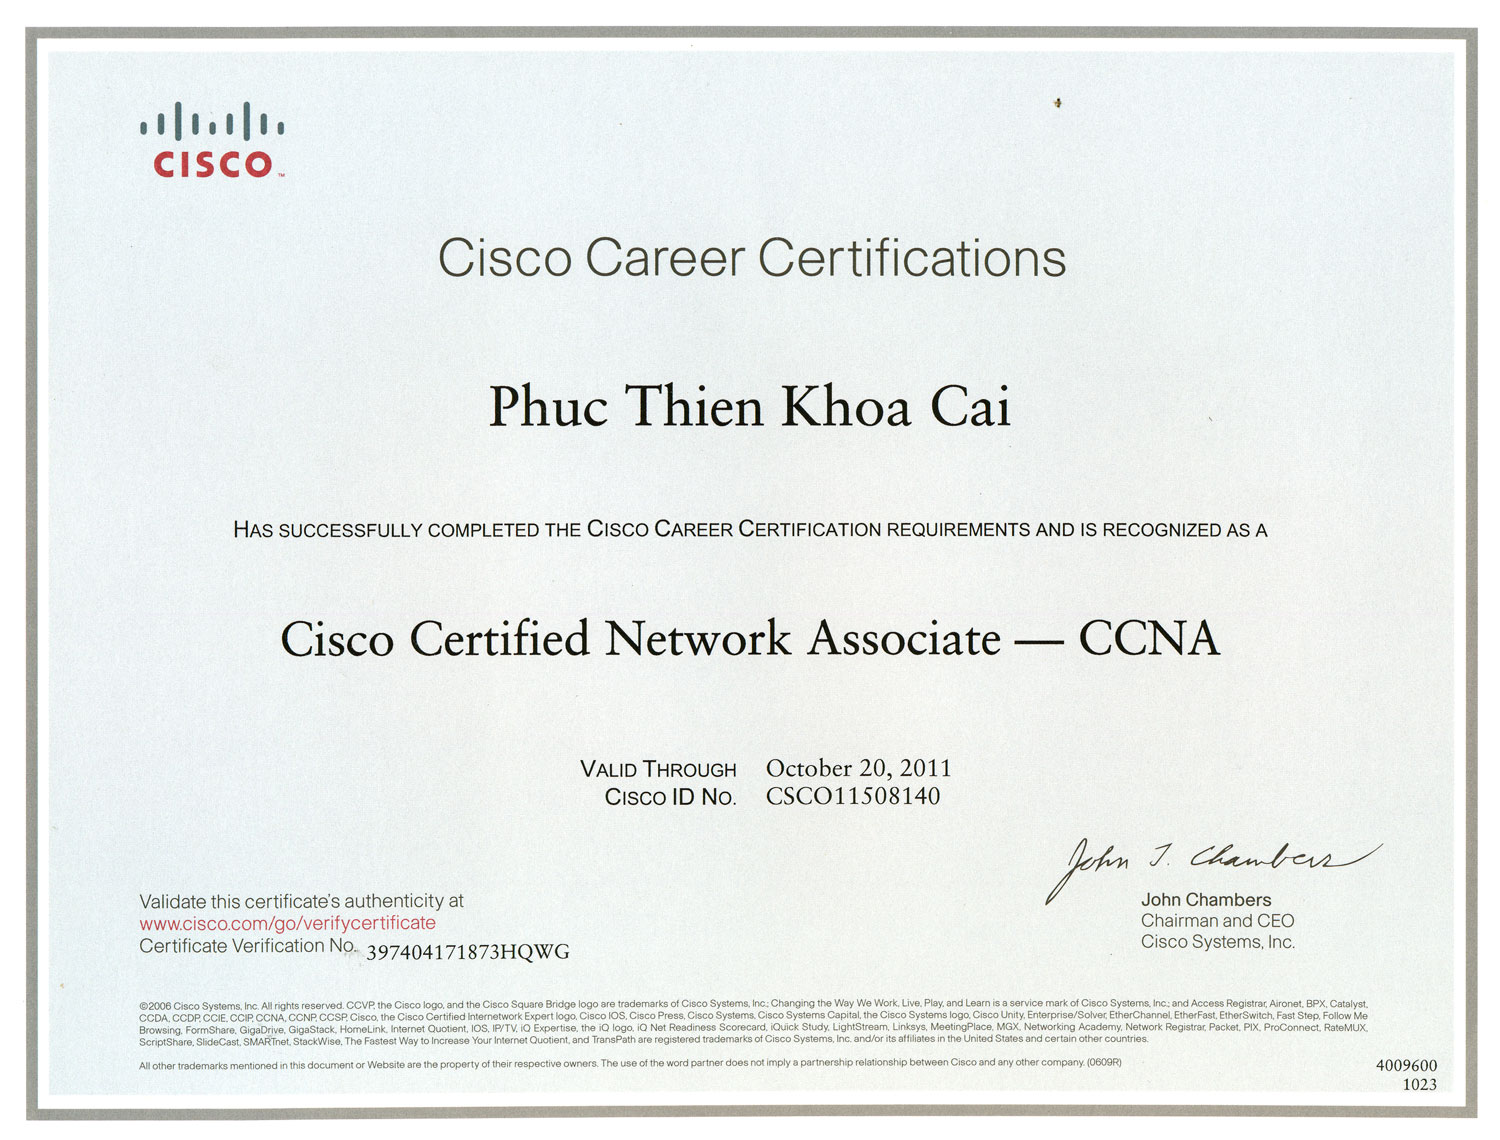 CISCO™
Cisco Career Certifications
Phuc Thien Khoa Cai
HAS SUCCESSFULLY COMPLETED THE CISCO CAREER CERTIFICATION REQUIREMENTS AND IS RECOGNIZED AS A
Cisco Certified Network Associate — CCNA
VALID THROUGH October 20, 2011
CISCO ID NO. CSCO11508140
John T. Chambers
John Chambers
Chairman and CEO
Cisco Systems, Inc.
Validate this certificate's authenticity at
www.cisco.com/go/verifycertificate
Certificate Verification No. 397404171873HQWG
©2006 Cisco Systems, Inc. All rights reserved. CCVP, the Cisco logo, and the Cisco Square Bridge logo are trademarks of Cisco Systems, Inc.; Changing the Way We Work, Live, Play, and Learn is a service mark of Cisco Systems, Inc.; and Access Registrar, Aironet, BPX, Catalyst,
CCDA, CCDP, CCIE, CCIP, CCNA, CCNP, CCSP, Cisco, the Cisco Certified Internetwork Expert logo, Cisco IOS, Cisco Press, Cisco Systems, Cisco Systems Capital, the Cisco Systems logo, Cisco Unity, Enterprise/Solver, EtherChannel, EtherFast, EtherSwitch, Fast Step, Follow Me
Browsing, FormShare, GigaDrive, GigaStack, HomeLink, Internet Quotient, IOS, IP/TV, iQ Expertise, the iQ logo, iQ Net Readiness Scorecard, iQuick Study, LightStream, Linksys, MeetingPlace, MGX, Networking Academy, Network Registrar, Packet, PIX, ProConnect, RateMUX,
ScriptShare, SlideCast, SMARTnet, StackWise, The Fastest Way to Increase Your Internet Quotient, and TransPath are registered trademarks of Cisco Systems, Inc. and/or its affiliates in the United States and certain other countries.
All other trademarks mentioned in this document or Website are the property of their respective owners. The use of the word partner does not imply a partnership relationship between Cisco and any other company. (0609R)
4009600
1023